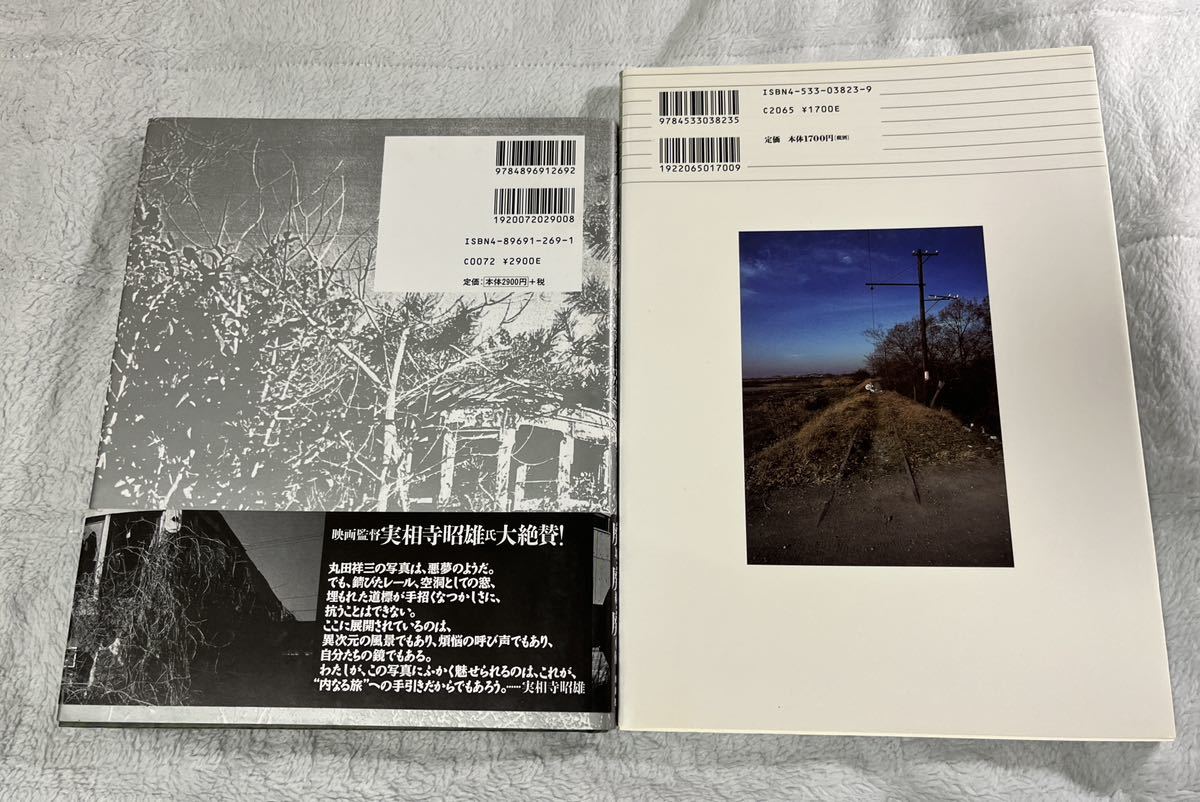 9784896912692
1920072029008
ISBN4-89691-269-1
C0072 ¥2900E
定価：本体2900円＋税
映画監督実相寺昭雄氏大絶賛！
丸田祥三の写真は、悪夢のようだ。
でも、錆びたレール、空洞としての窓、
埋もれた道標が手招くなつかしさに、
抗うことはできない。
ここに展開されているのは、
異次元の風景でもあり、煩悩の呼び声でもあり、
自分たちの鏡でもある。
わたしが、この写真にふかく魅せられるのは、これが、
“内なる旅”への手引きだからでもあろう。……実相寺昭雄
ISBN4-533-03823-9
C2065 ¥1700E
9784533038235
定価 本体1700円［税別］
1922065017009